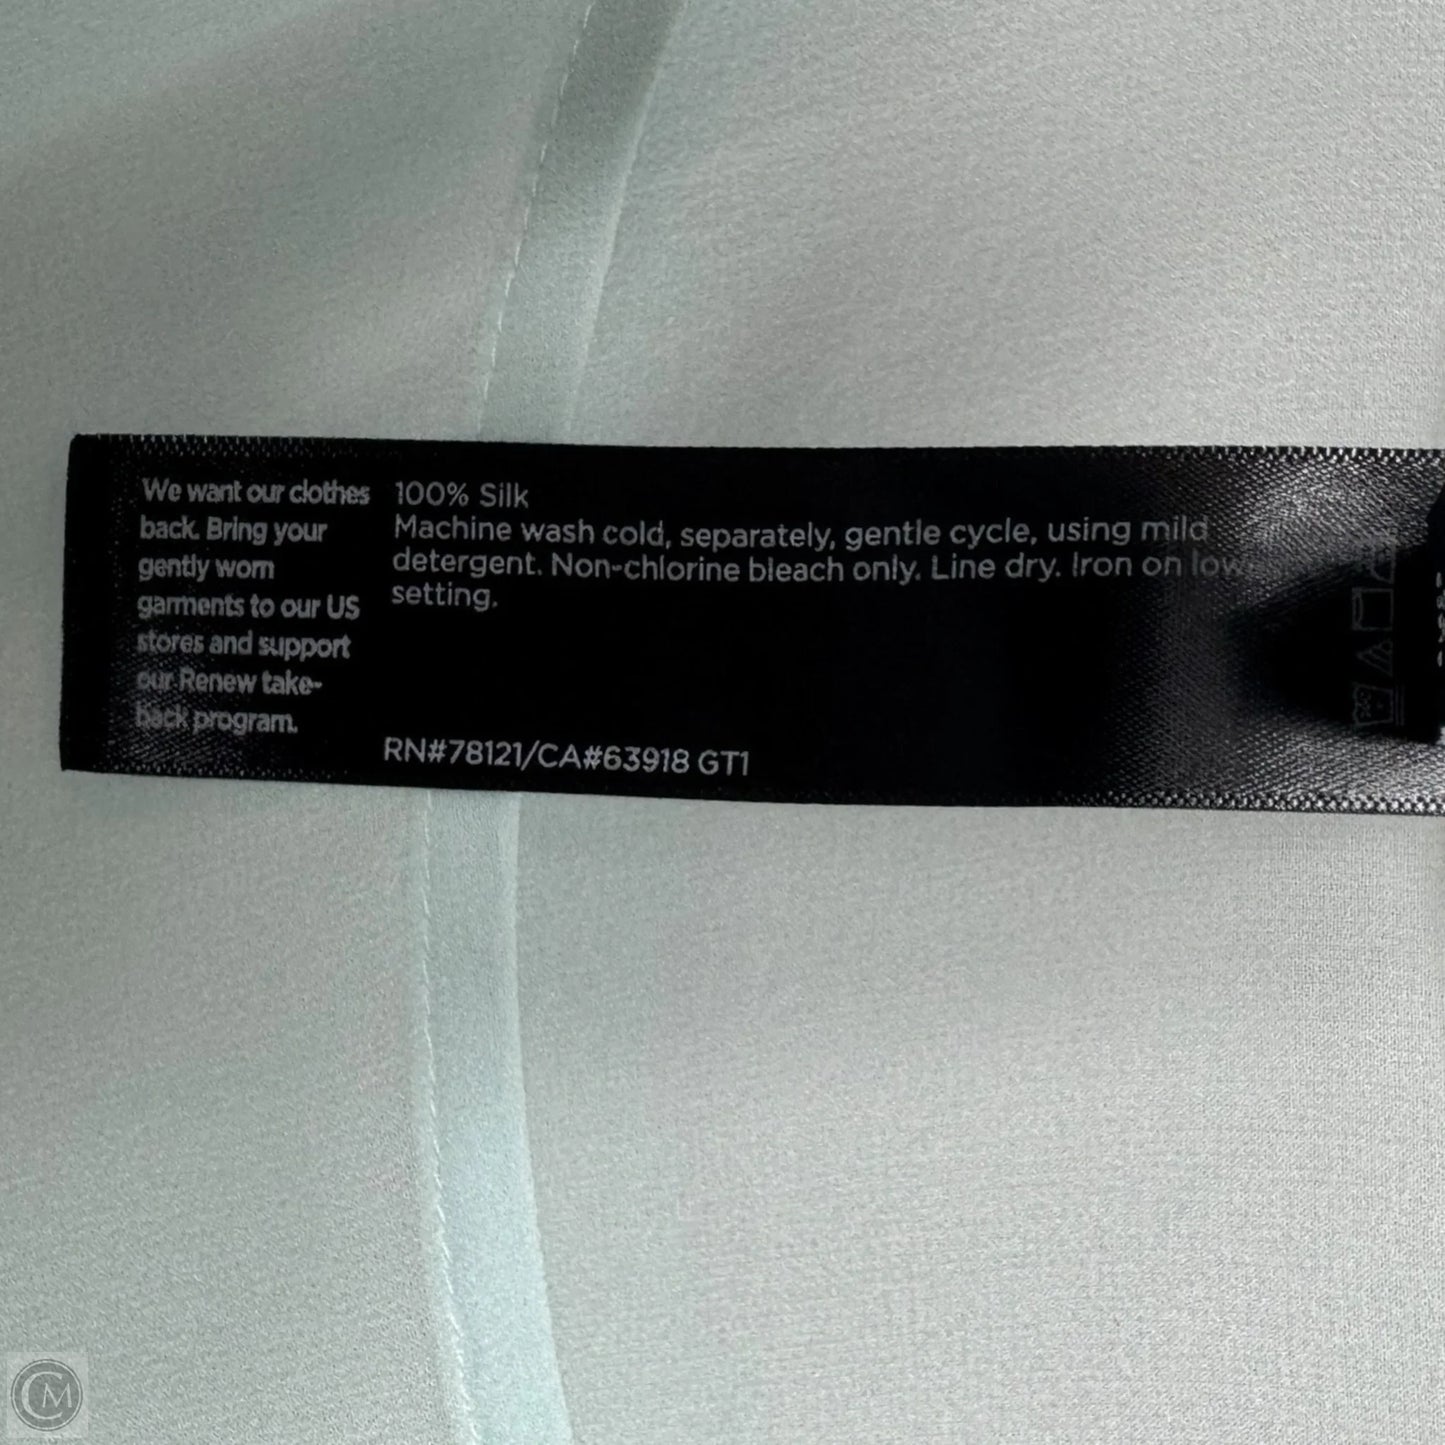 We want our clothes
back. Bring your
gently worn
garments to our US
stores and support
our Renew take-
back program.
100% Silk
Machine wash cold, separately, gentle cycle, using mild
detergent. Non-chlorine bleach only. Line dry. Iron on low
setting.
RN#78121/CA#63918 GT1
CM